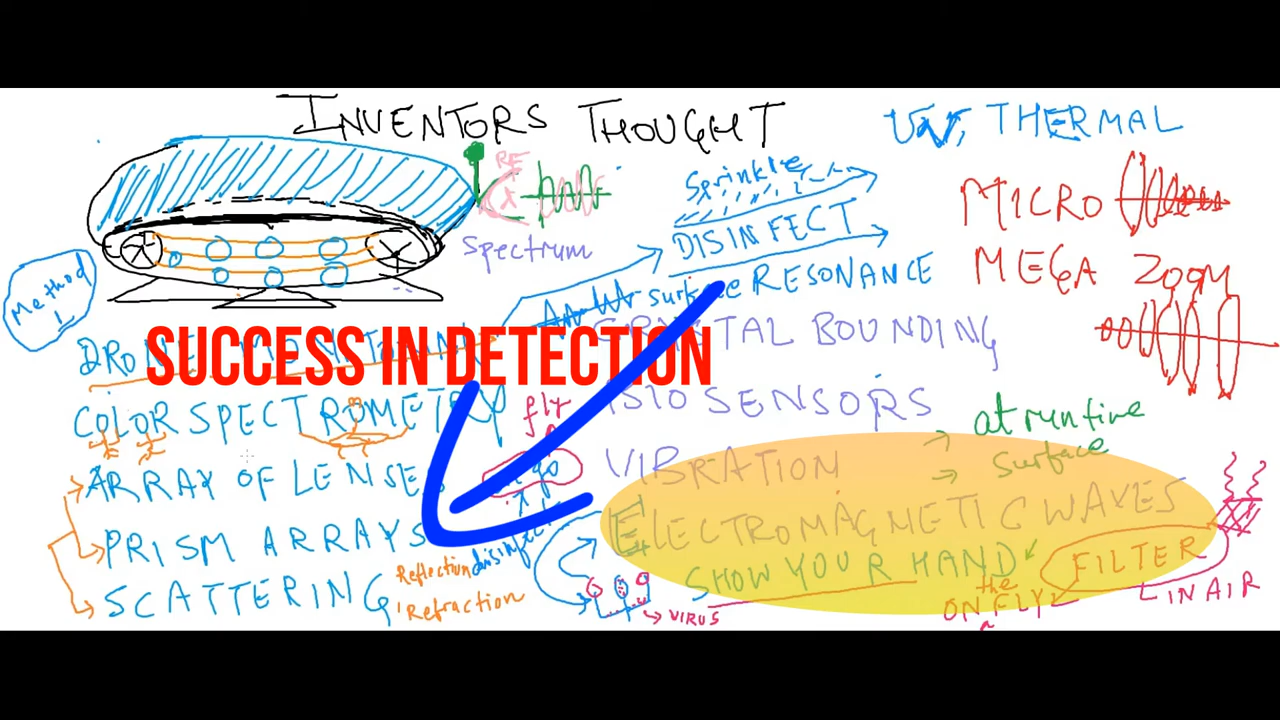 INVENTORS THOUGHT
UV, THERMAL
RF
Spectrum
Sprinkle
DISINFECT
surface RESONANCE
MICRO
MEGA ZOOM
Method
1
SUCCESS IN DETECTION
BOUNDING
COLOR SPECTROMETRY
fly
SENSORS
at runtime
surface
ARRAY OF LENSES
VIBRATION
PRISM ARRAYS
ELECTROMAGNETIC WAVES
SCATTERING
Reflection
Refraction
SHOW YOUR HAND
FILTER
the
ON FLY
IN AIR
VIRUS